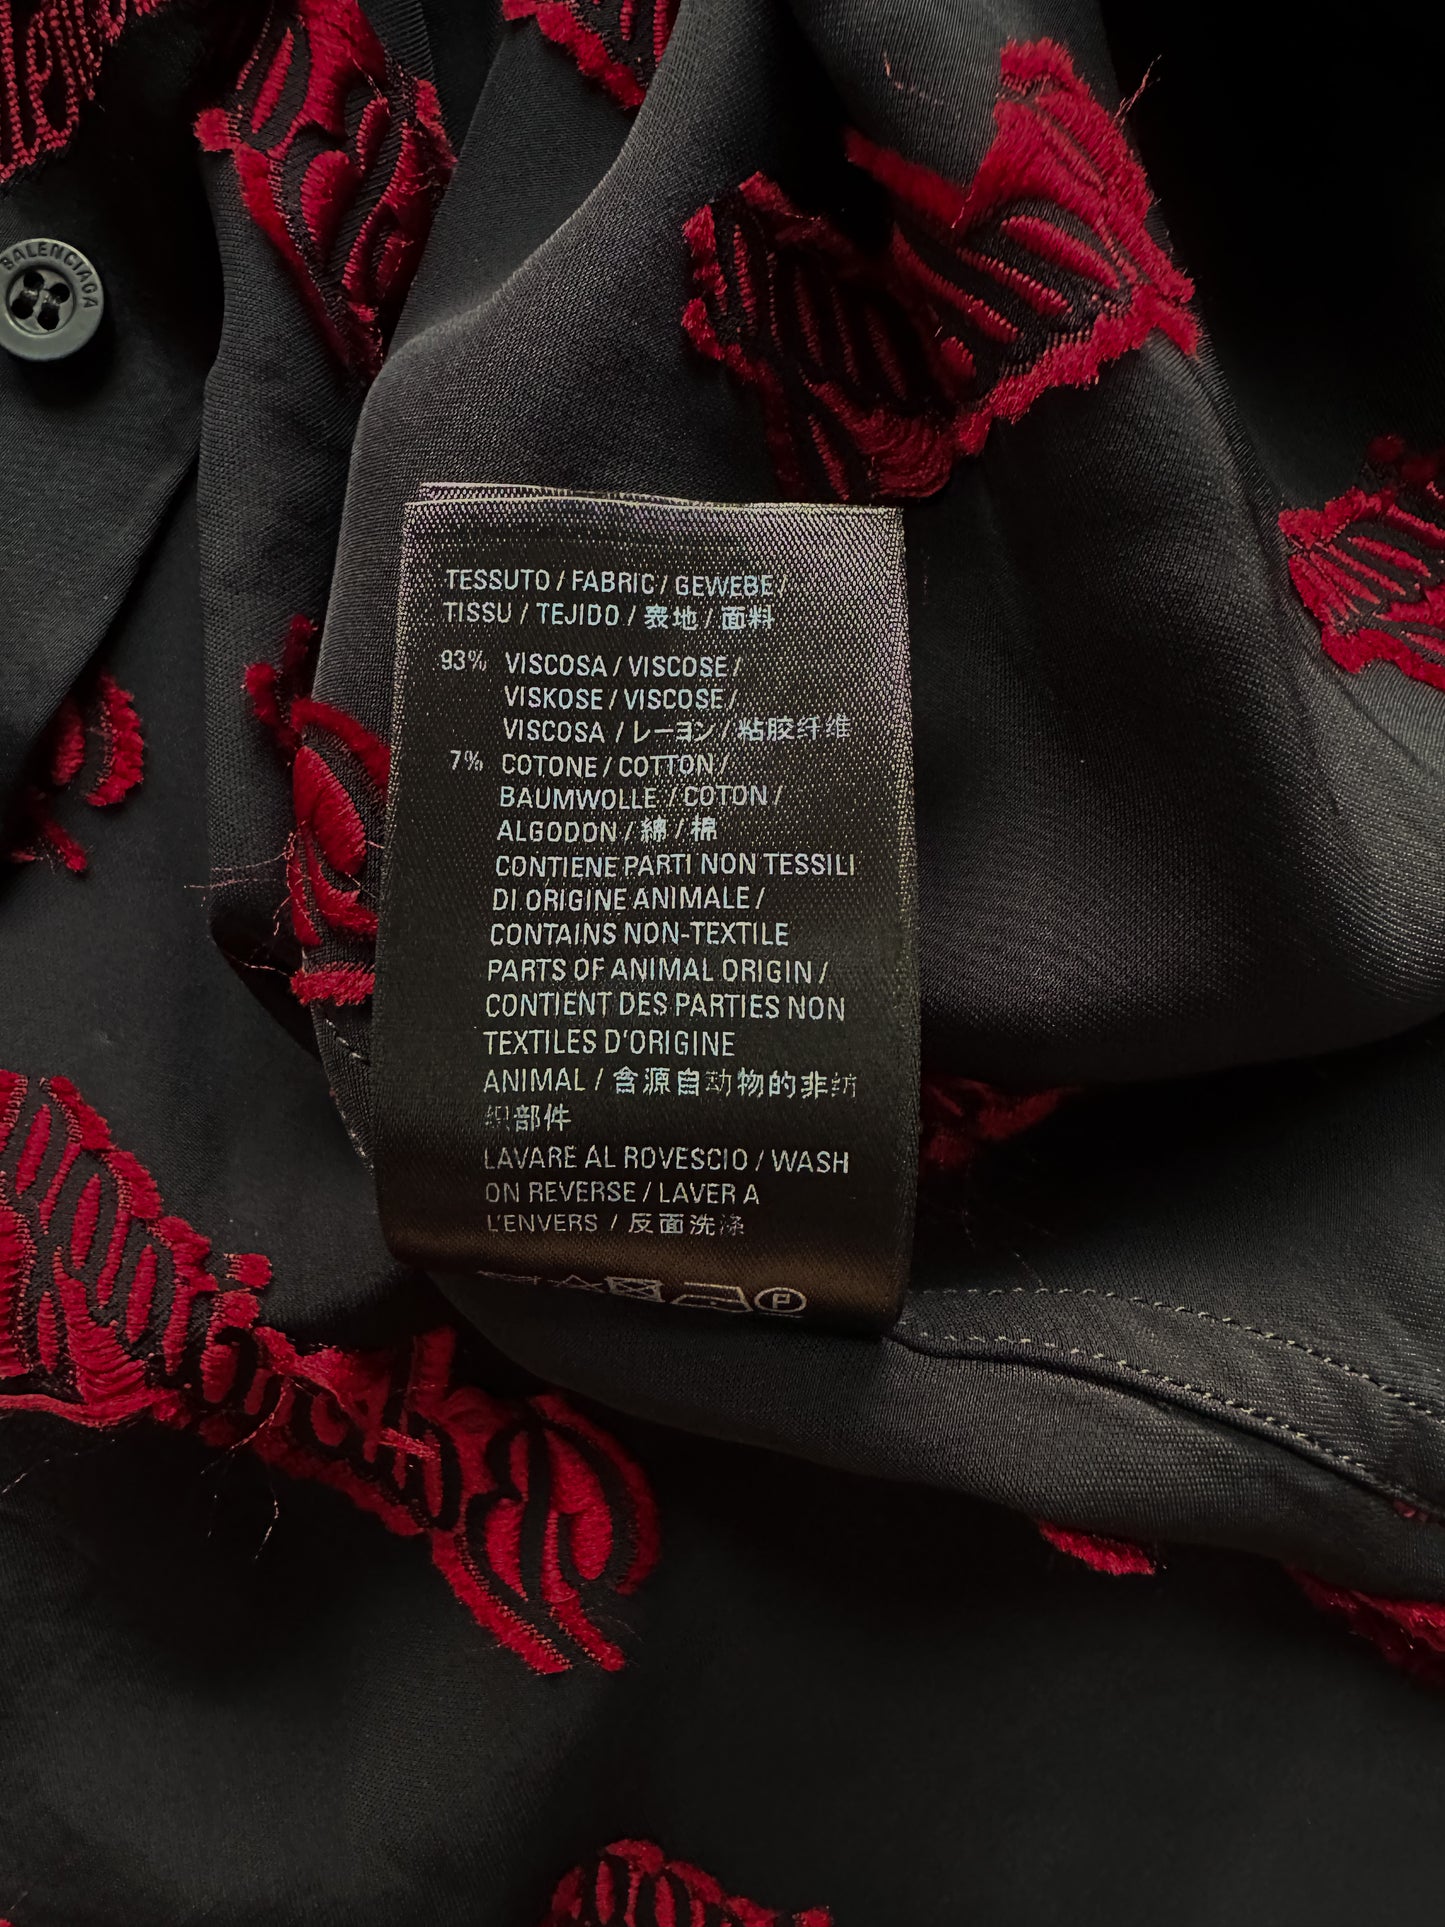 BALENCIAGA
TESSUTO / FABRIC / GEWEBE /
TISSU / TEJIDO / 表地 / 面料
93% VISCOSA / VISCOSE /
VISKOSE / VISCOSE /
VISCOSA / レーヨン / 粘胶纤维
7% COTONE / COTTON /
BAUMWOLLE / COTON /
ALGODON / 綿 / 棉
CONTIENE PARTI NON TESSILI
DI ORIGINE ANIMALE /
CONTAINS NON-TEXTILE
PARTS OF ANIMAL ORIGIN /
CONTIENT DES PARTIES NON
TEXTILES D'ORIGINE
ANIMAL / 含源自动物的非纺
织部件
LAVARE AL ROVESCIO / WASH
ON REVERSE / LAVER A
L'ENVERS / 反面洗涤
P